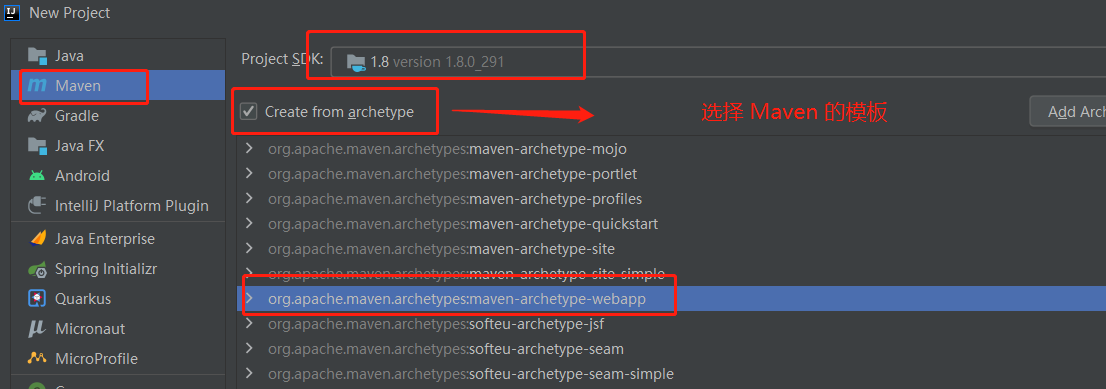 New Project
Java
Maven
Gradle
Java FX
Android
IntelliJ Platform Plugin
Java Enterprise
Spring Initializr
Quarkus
Micronaut
MicroProfile
Project SDK: 1.8 version 1.8.0_291
Create from archetype 选择 Maven 的模板 Add Arc
org.apache.maven.archetypes:maven-archetype-mojo
org.apache.maven.archetypes:maven-archetype-portlet
org.apache.maven.archetypes:maven-archetype-profiles
org.apache.maven.archetypes:maven-archetype-quickstart
org.apache.maven.archetypes:maven-archetype-site
org.apache.maven.archetypes:maven-archetype-site-simple
org.apache.maven.archetypes:maven-archetype-webapp
org.apache.maven.archetypes:softeu-archetype-jsf
org.apache.maven.archetypes:softeu-archetype-seam
org.apache.maven.archetypes:softeu-archetype-seam-simple